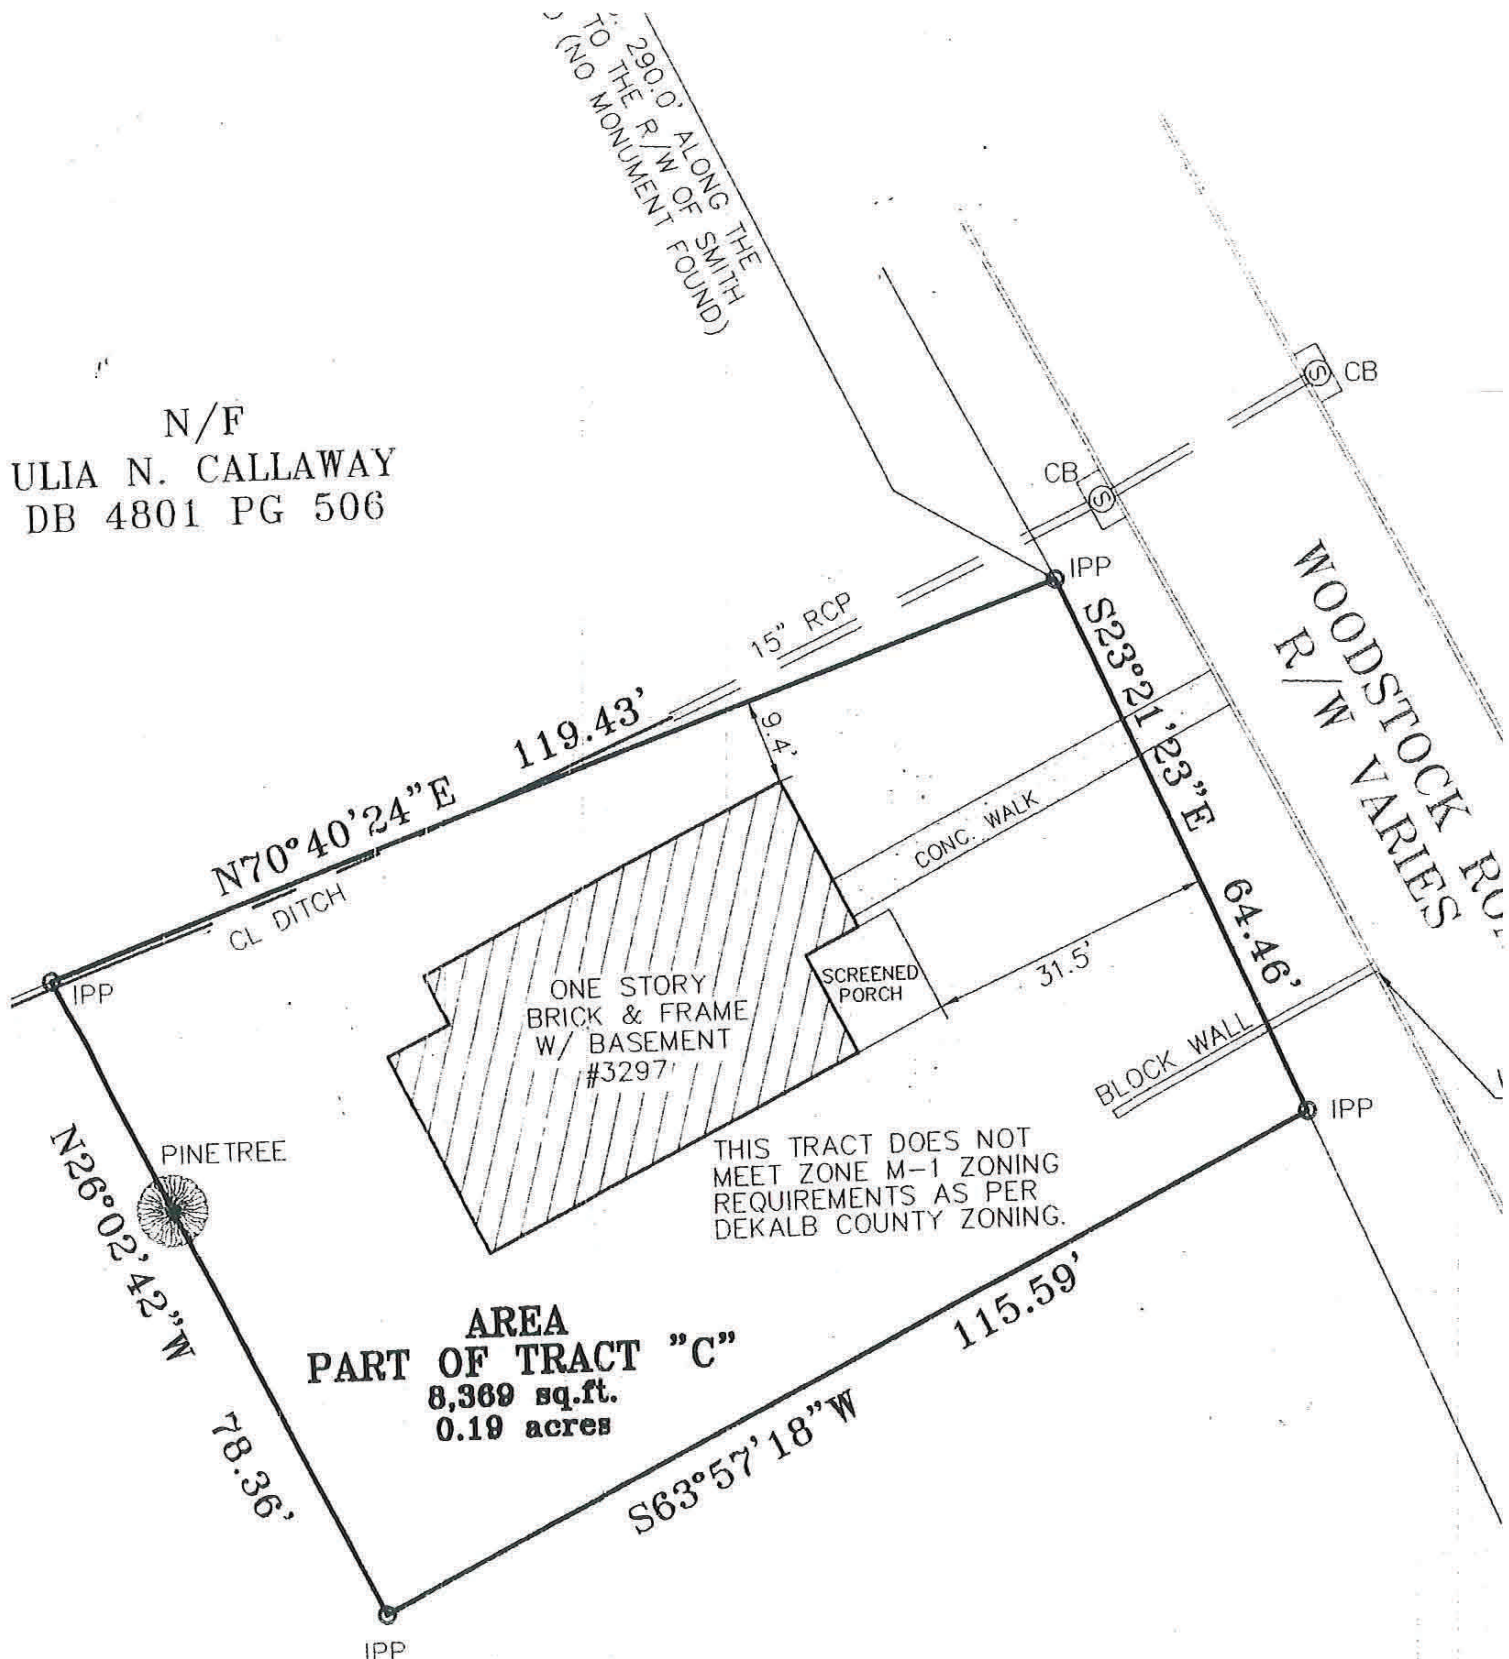 290.0' ALONG THE
TO THE R/W OF SMITH
(NO MONUMENT FOUND)
N/F
ULIA N. CALLAWAY
DB 4801 PG 506
CB
CB
IPP
WOODSTOCK
R/W VARIES
15" RCP
S23°21'23"E
64.46'
N70°40'24"E
119.43'
9.4'
CL DITCH
CONC. WALK
IPP
ONE STORY
BRICK & FRAME
W/ BASEMENT
#3297
SCREENED
PORCH
31.5'
BLOCK WALL
IPP
PINETREE
N26°02'42"W
78.36'
THIS TRACT DOES NOT
MEET ZONE M-1 ZONING
REQUIREMENTS AS PER
DEKALB COUNTY ZONING.
AREA
PART OF TRACT "C"
8,369 sq.ft.
0.19 acres
S63°57'18"W
115.59'
IPP